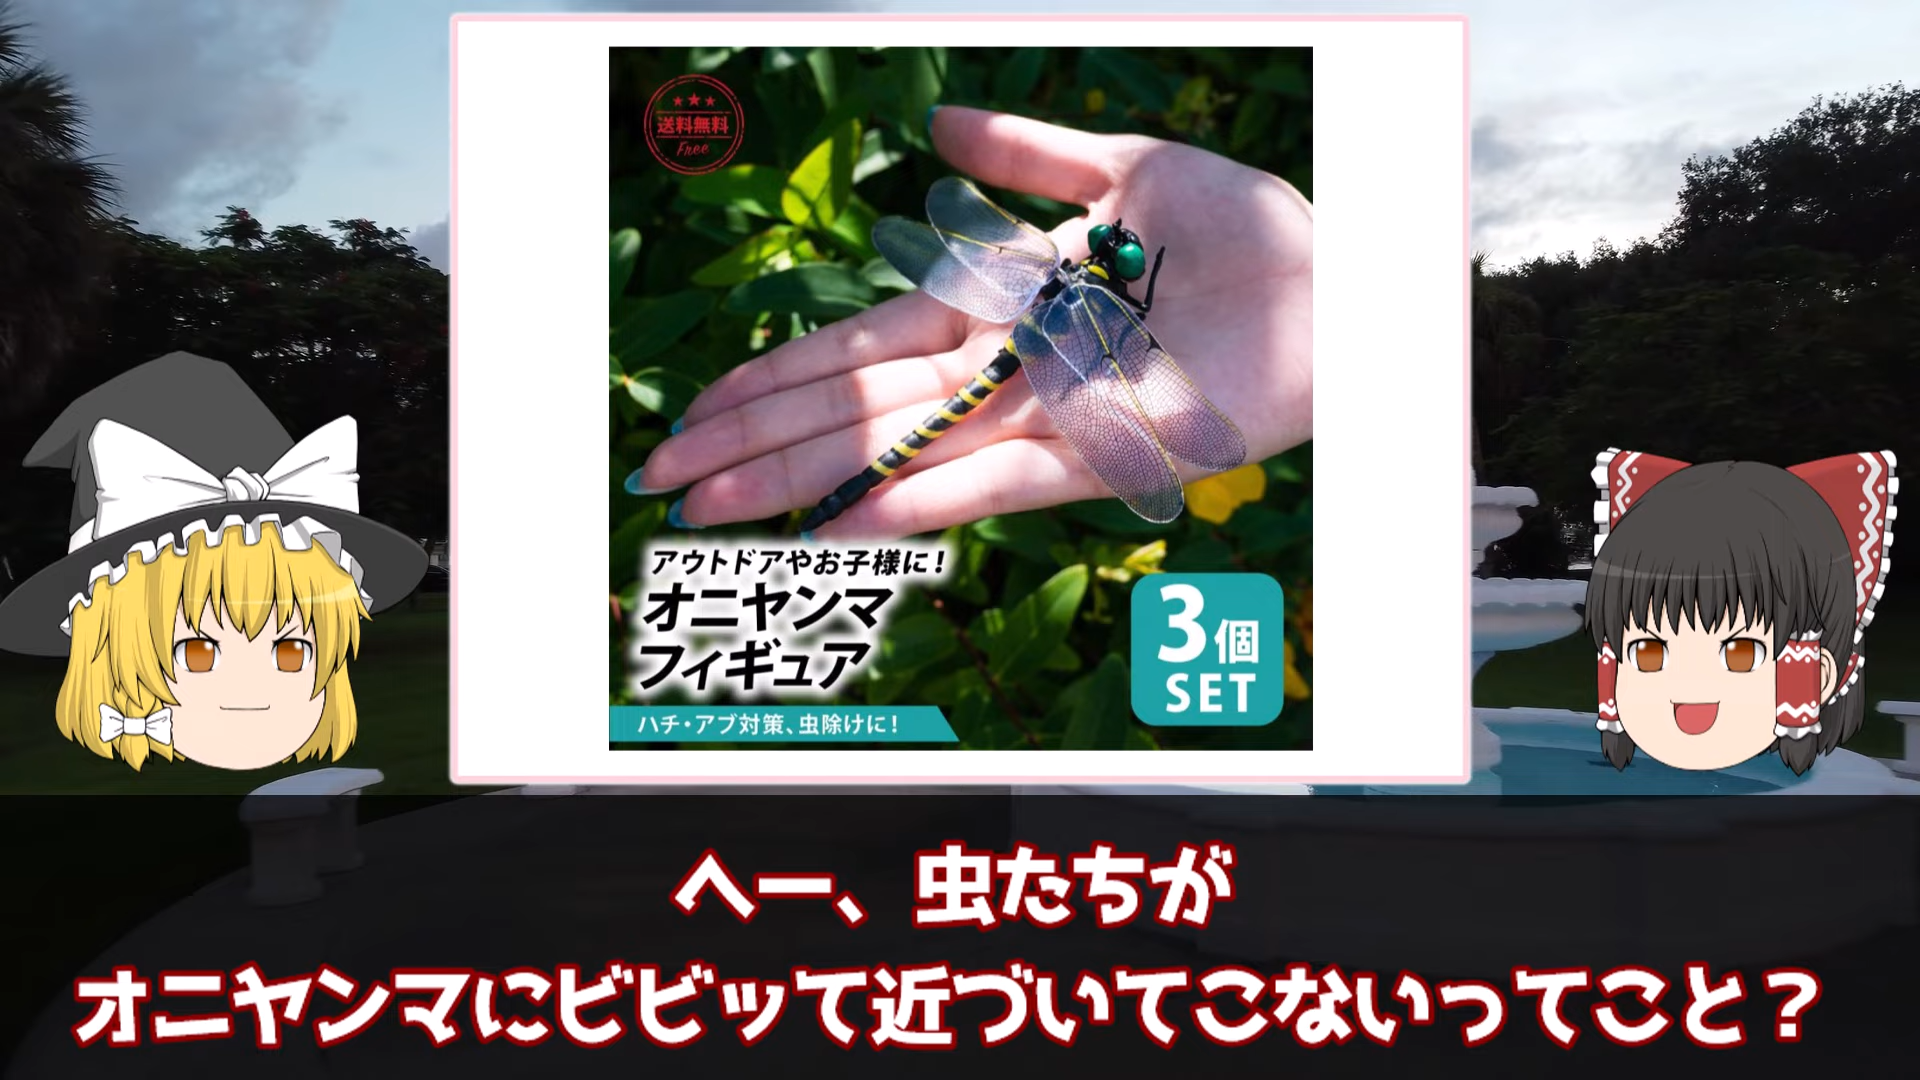 送料無料
Free
アウトドアやお子様に!
オニヤンマ
フィギュア
3個
SET
ハチ・アブ対策、虫除けに!
へー、虫たちが
オニヤンマにビビッて近づいてこないってこと?